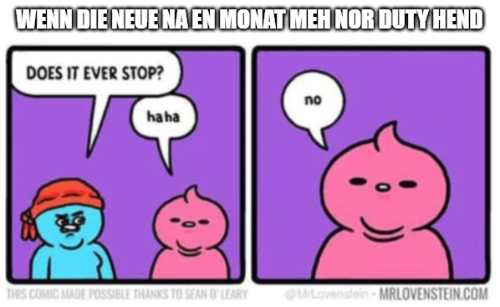 WENN DIE NEUE NA EN MONAT MEH NOR DUTY HEND
DOES IT EVER STOP?
haha
no
THIS COMIC MADE POSSIBLE THANKS TO SEAN O'LEARY
@MrLovenstein • MRLOVENSTEIN.COM